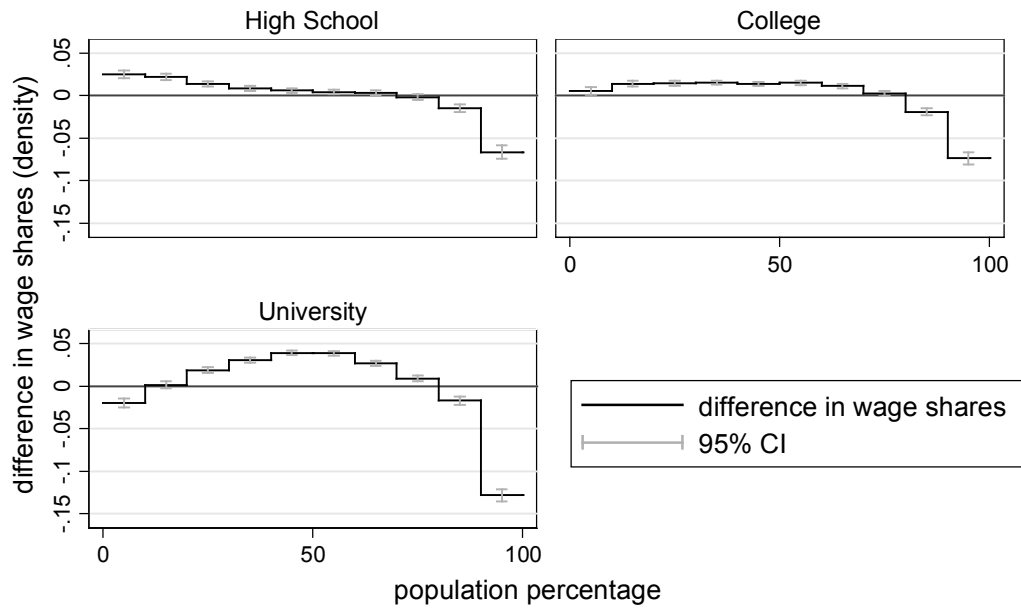 High School
College
difference in wage shares (density)
.05
0
-.05
-.1
-.15
0
50
100
University
.05
0
-.05
-.1
-.15
0
50
100
population percentage
difference in wage shares
95% CI